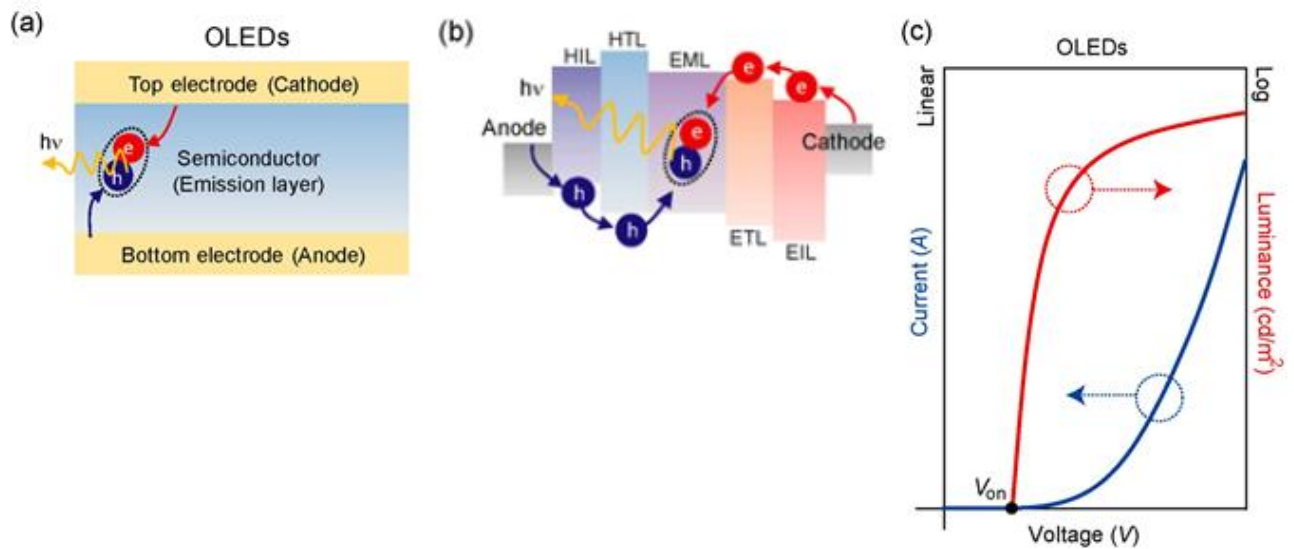 (a)
OLEDs
Top electrode (Cathode)
hν
e
h
Semiconductor
(Emission layer)
Bottom electrode (Anode)
(b)
HIL
HTL
EML
hν
Anode
h
h
h
e
e
e
Cathode
ETL
EIL
(c)
OLEDs
Linear
Log
Current (A)
Luminance (cd/m²)
Von
Voltage (V)